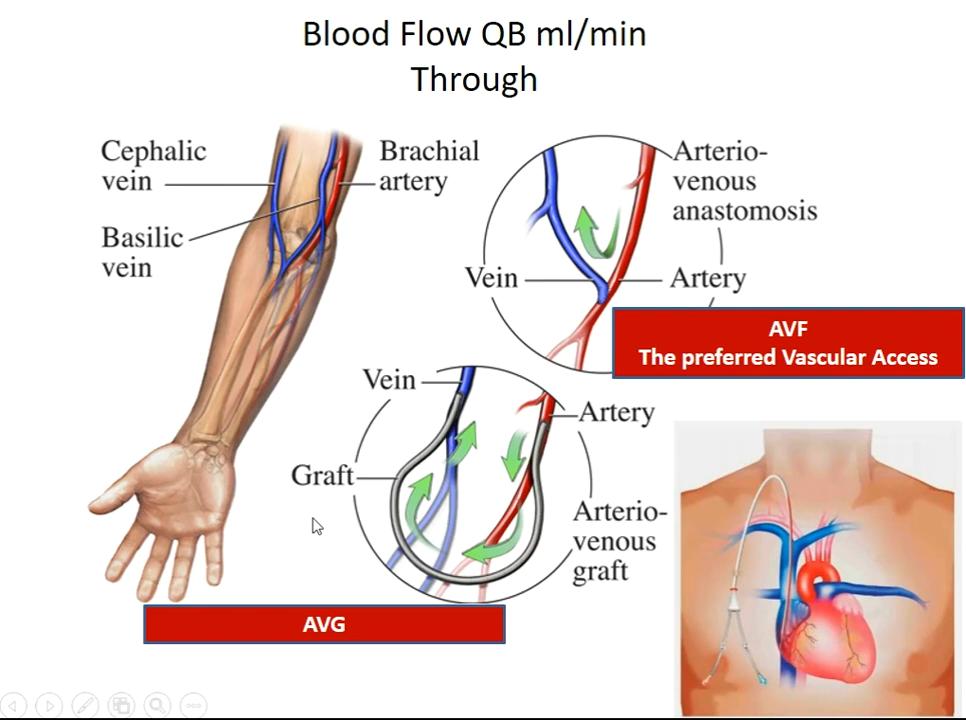 Blood Flow QB ml/min
Through
Cephalic
vein
Basilic
vein
Brachial
artery
Arterio-
venous
anastomosis
Vein
Artery
AVF
The preferred Vascular Access
Vein
Artery
Graft
Arterio-
venous
graft
AVG